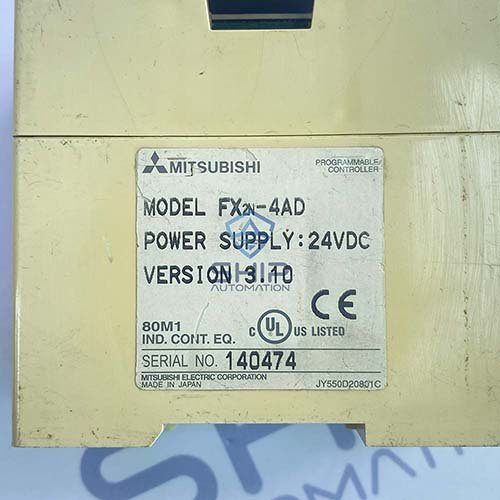 MITSUBISHI
PROGRAMMABLE
CONTROLLER
MODEL FX2N-4AD
POWER SUPPLY: 24VDC
VERSION 3.10
SHIP
AUTOMATION
80M1
IND. CONT. EQ.
C UL US LISTED
CE
SERIAL NO. 140474
MITSUBISHI ELECTRIC CORPORATION
MADE IN JAPAN
JY550D20801C